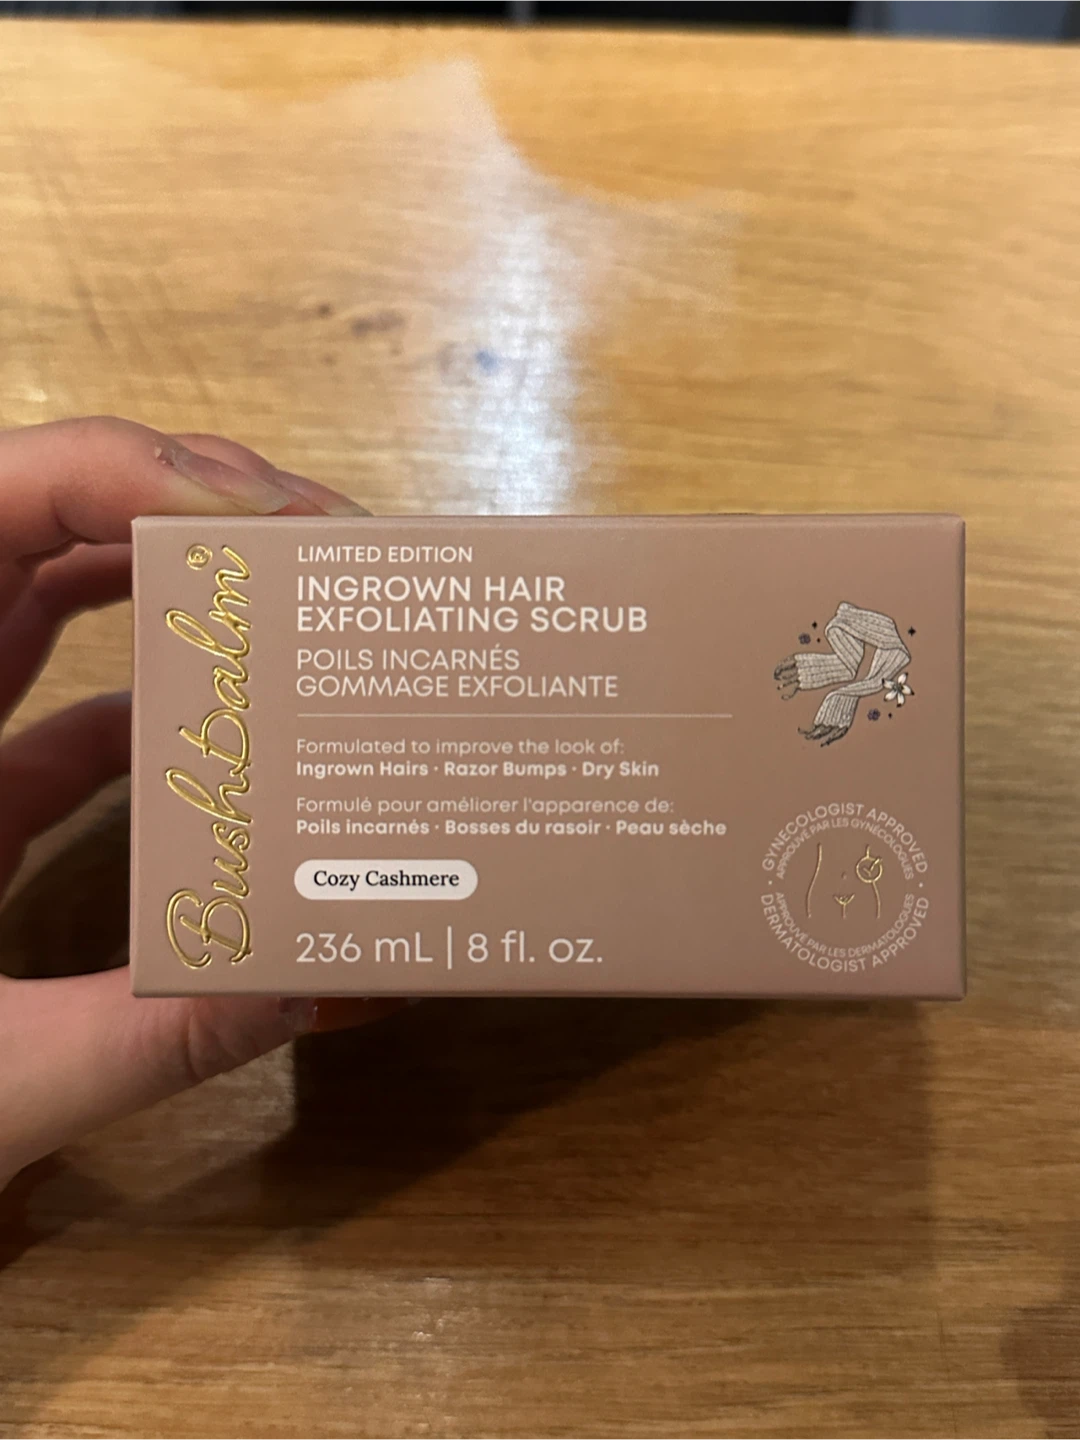 Bushbalm®
LIMITED EDITION
INGROWN HAIR
EXFOLIATING SCRUB
POILS INCARNÉS
GOMMAGE EXFOLIANTE
Formulated to improve the look of:
Ingrown Hairs · Razor Bumps · Dry Skin
Formulé pour améliorer l'apparence de:
Poils incarnés · Bosses du rasoir · Peau sèche
Cozy Cashmere
236 mL | 8 fl. oz.
· GYNECOLOGIST APPROVED ·
APPROUVÉ PAR LES GYNÉCOLOGUES
APPROUVÉ PAR LES DERMATOLOGUES
DERMATOLOGIST APPROVED